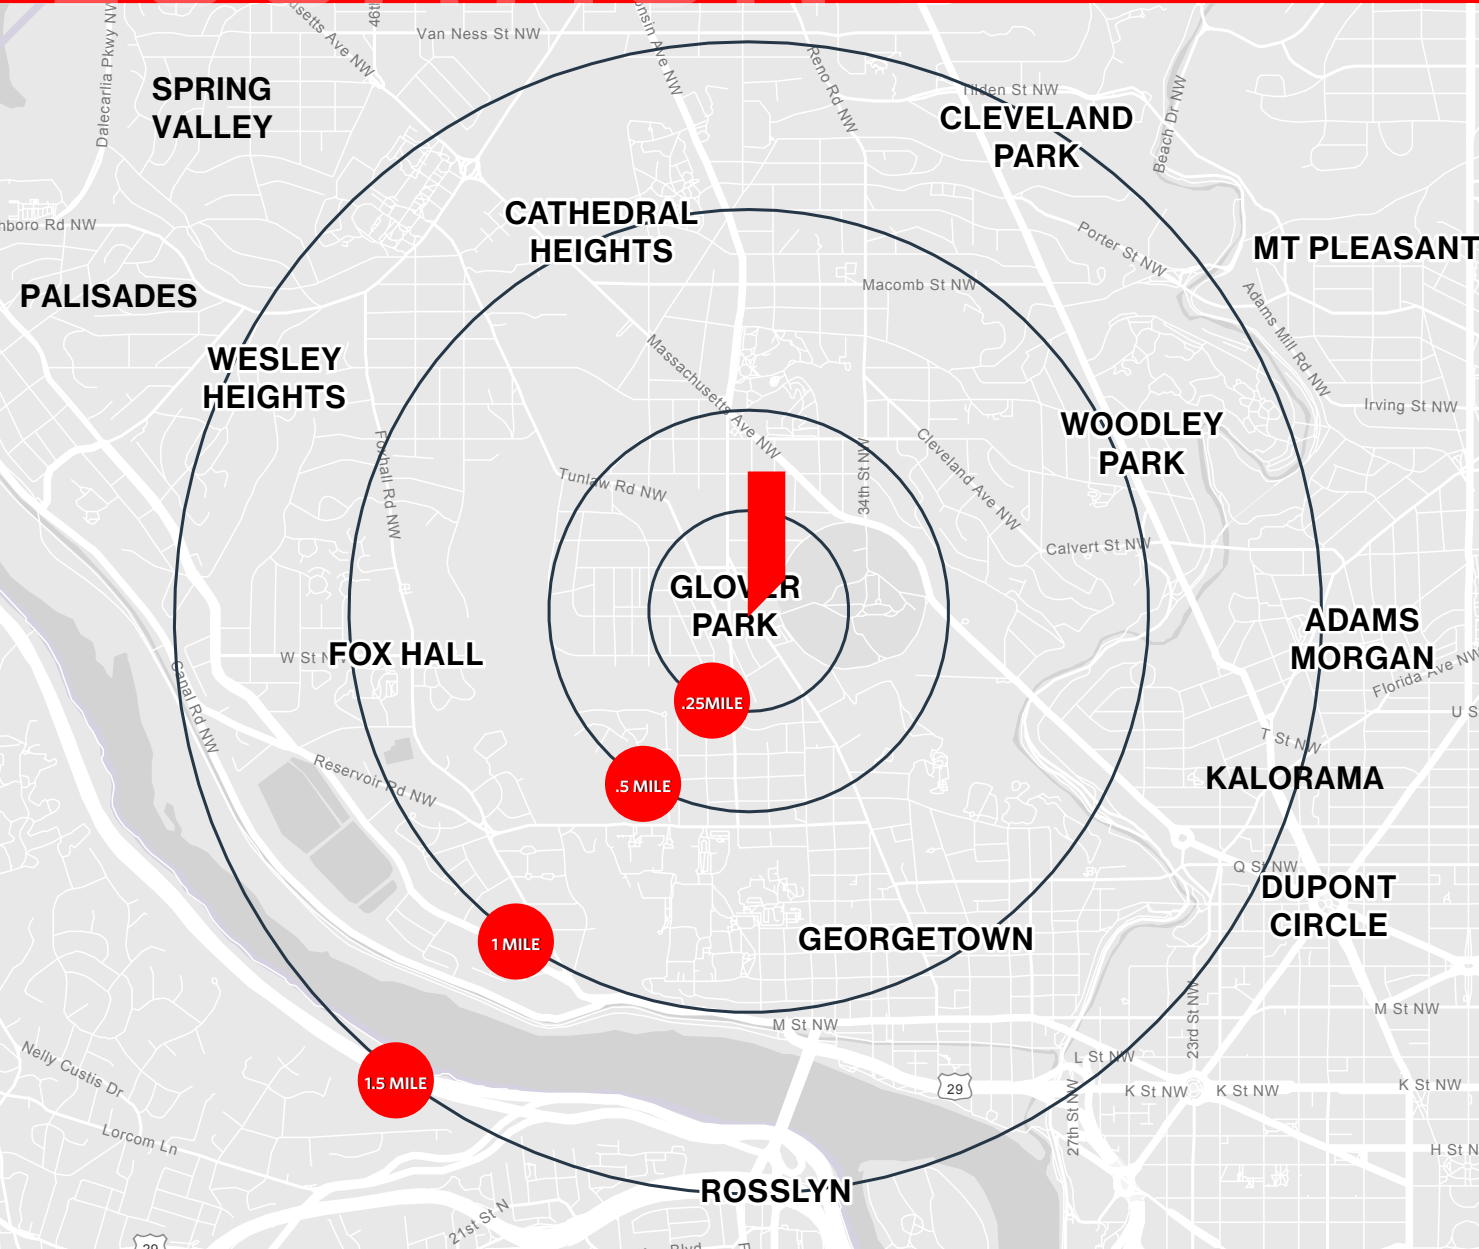 Van Ness St NW
Dalecarlia Pkwy NW
Reno Rd NW
Tilden St NW
Beach Dr NW
SPRING
VALLEY
CLEVELAND
PARK
CATHEDRAL
HEIGHTS
Porter St NW
MT PLEASANT
Macomb St NW
PALISADES
Adams Mill Rd NW
Massachusetts Ave NW
WESLEY
HEIGHTS
Irving St NW
WOODLEY
PARK
Foxhall Rd NW
Tunlaw Rd NW
34th St NW
Cleveland Ave NW
Calvert St NW
GLOVER
PARK
ADAMS
MORGAN
W St NW
FOX HALL
Florida Ave NW
Canal Rd NW
.25MILE
U S
T St NW
Reservoir Rd NW
.5 MILE
KALORAMA
Q St NW
DUPONT
CIRCLE
1 MILE
GEORGETOWN
M St NW
M St NW
23rd St NW
L St NW
Nelly Custis Dr
1.5 MILE
29
K St NW
K St NW
K St NW
27th St NW
Lorcom Ln
H St N
ROSSLYN
21st St N
29
Blvd